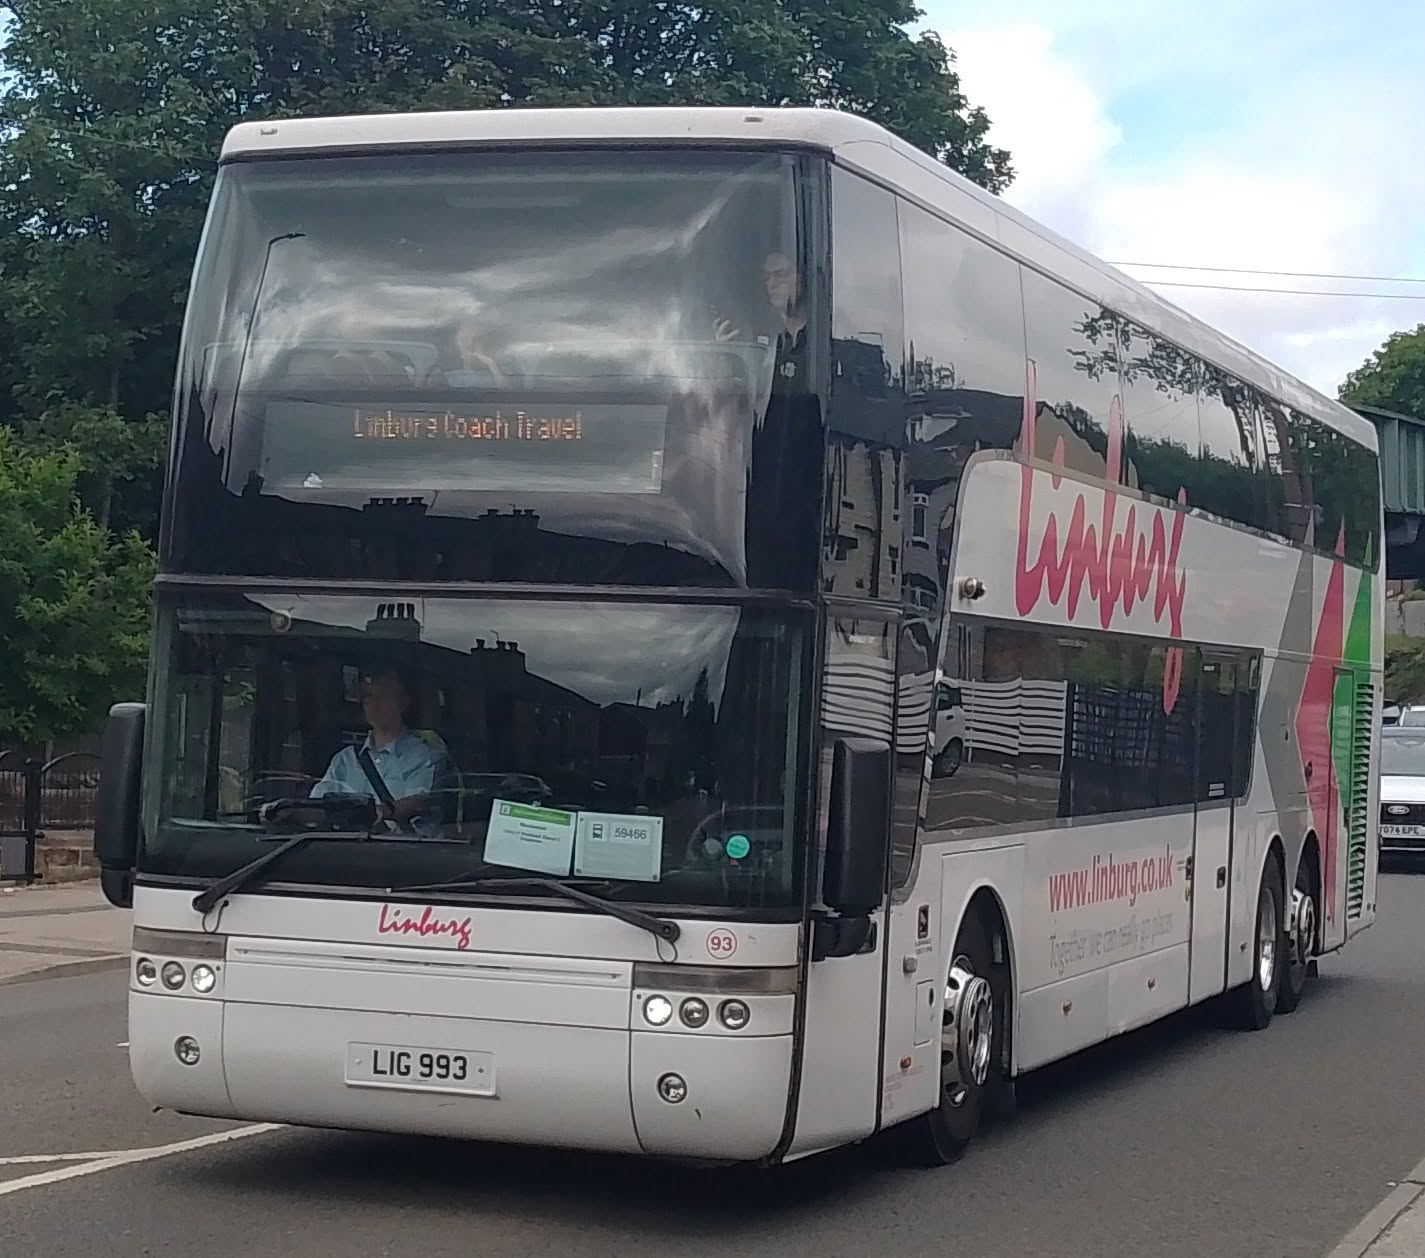 Linburg Coach Travel
Linburg
59466
Linburg
93
LIG 993
www.linburg.co.uk
Together we can really go places